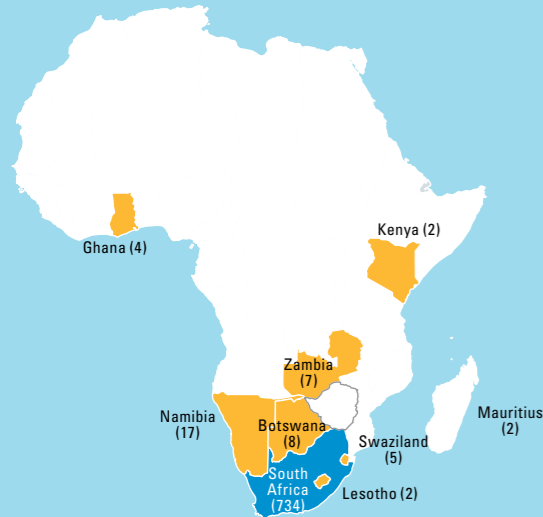 Ghana (4)
Kenya (2)
Zambia
(7)
Namibia
(17)
Botswana
(8)
Mauritius
(2)
Swaziland
(5)
South
Africa
(734)
Lesotho (2)